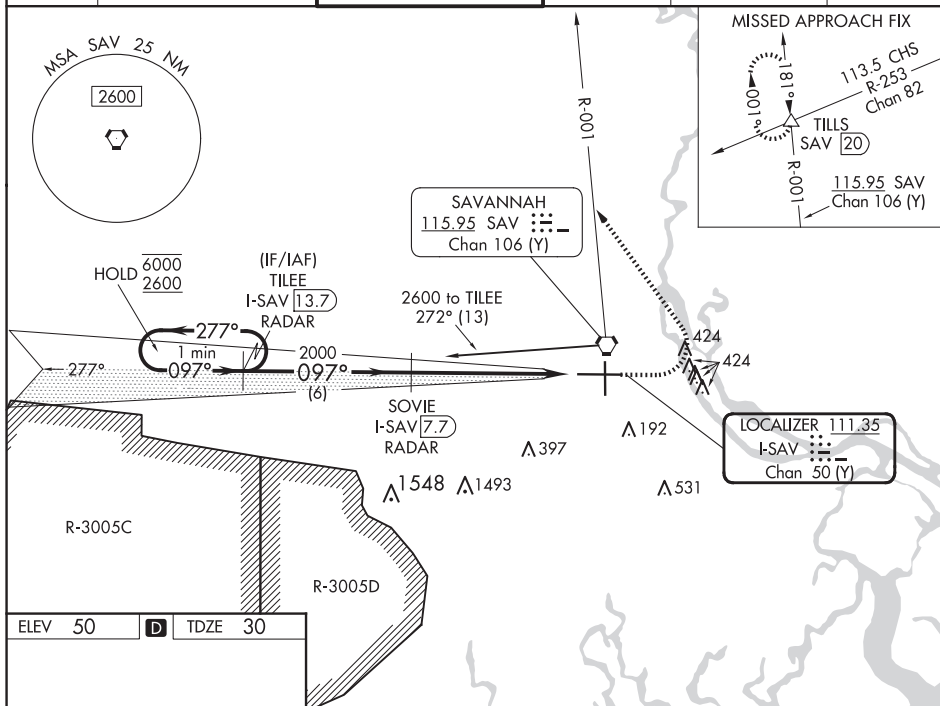 MSA SAV 25 NM
2600
R-001
MISSED APPROACH FIX
181°
001°
113.5 CHS
R-253
Chan 82
TILLS
SAV 20
R-001
115.95 SAV
Chan 106 (Y)
SAVANNAH
115.95 SAV
Chan 106 (Y)
HOLD 6000
2600
(IF/IAF)
TILEE
I-SAV 13.7
RADAR
2600 to TILEE
272° (13)
277°
1 min
097°
277°
2000
097°
(6)
SOVIE
I-SAV 7.7
RADAR
424
424
LOCALIZER 111.35
I-SAV
Chan 50 (Y)
192
397
1548
1493
531
R-3005C
R-3005D
ELEV 50 D TDZE 30